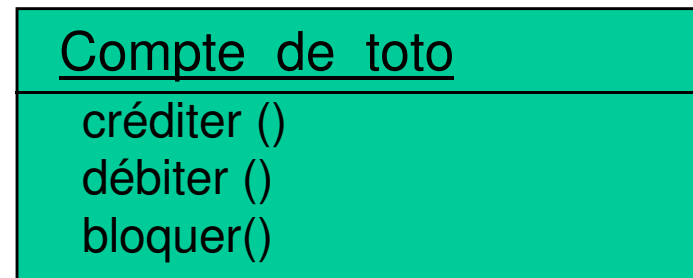 Compte de toto
créditer ()
débiter ()
bloquer()